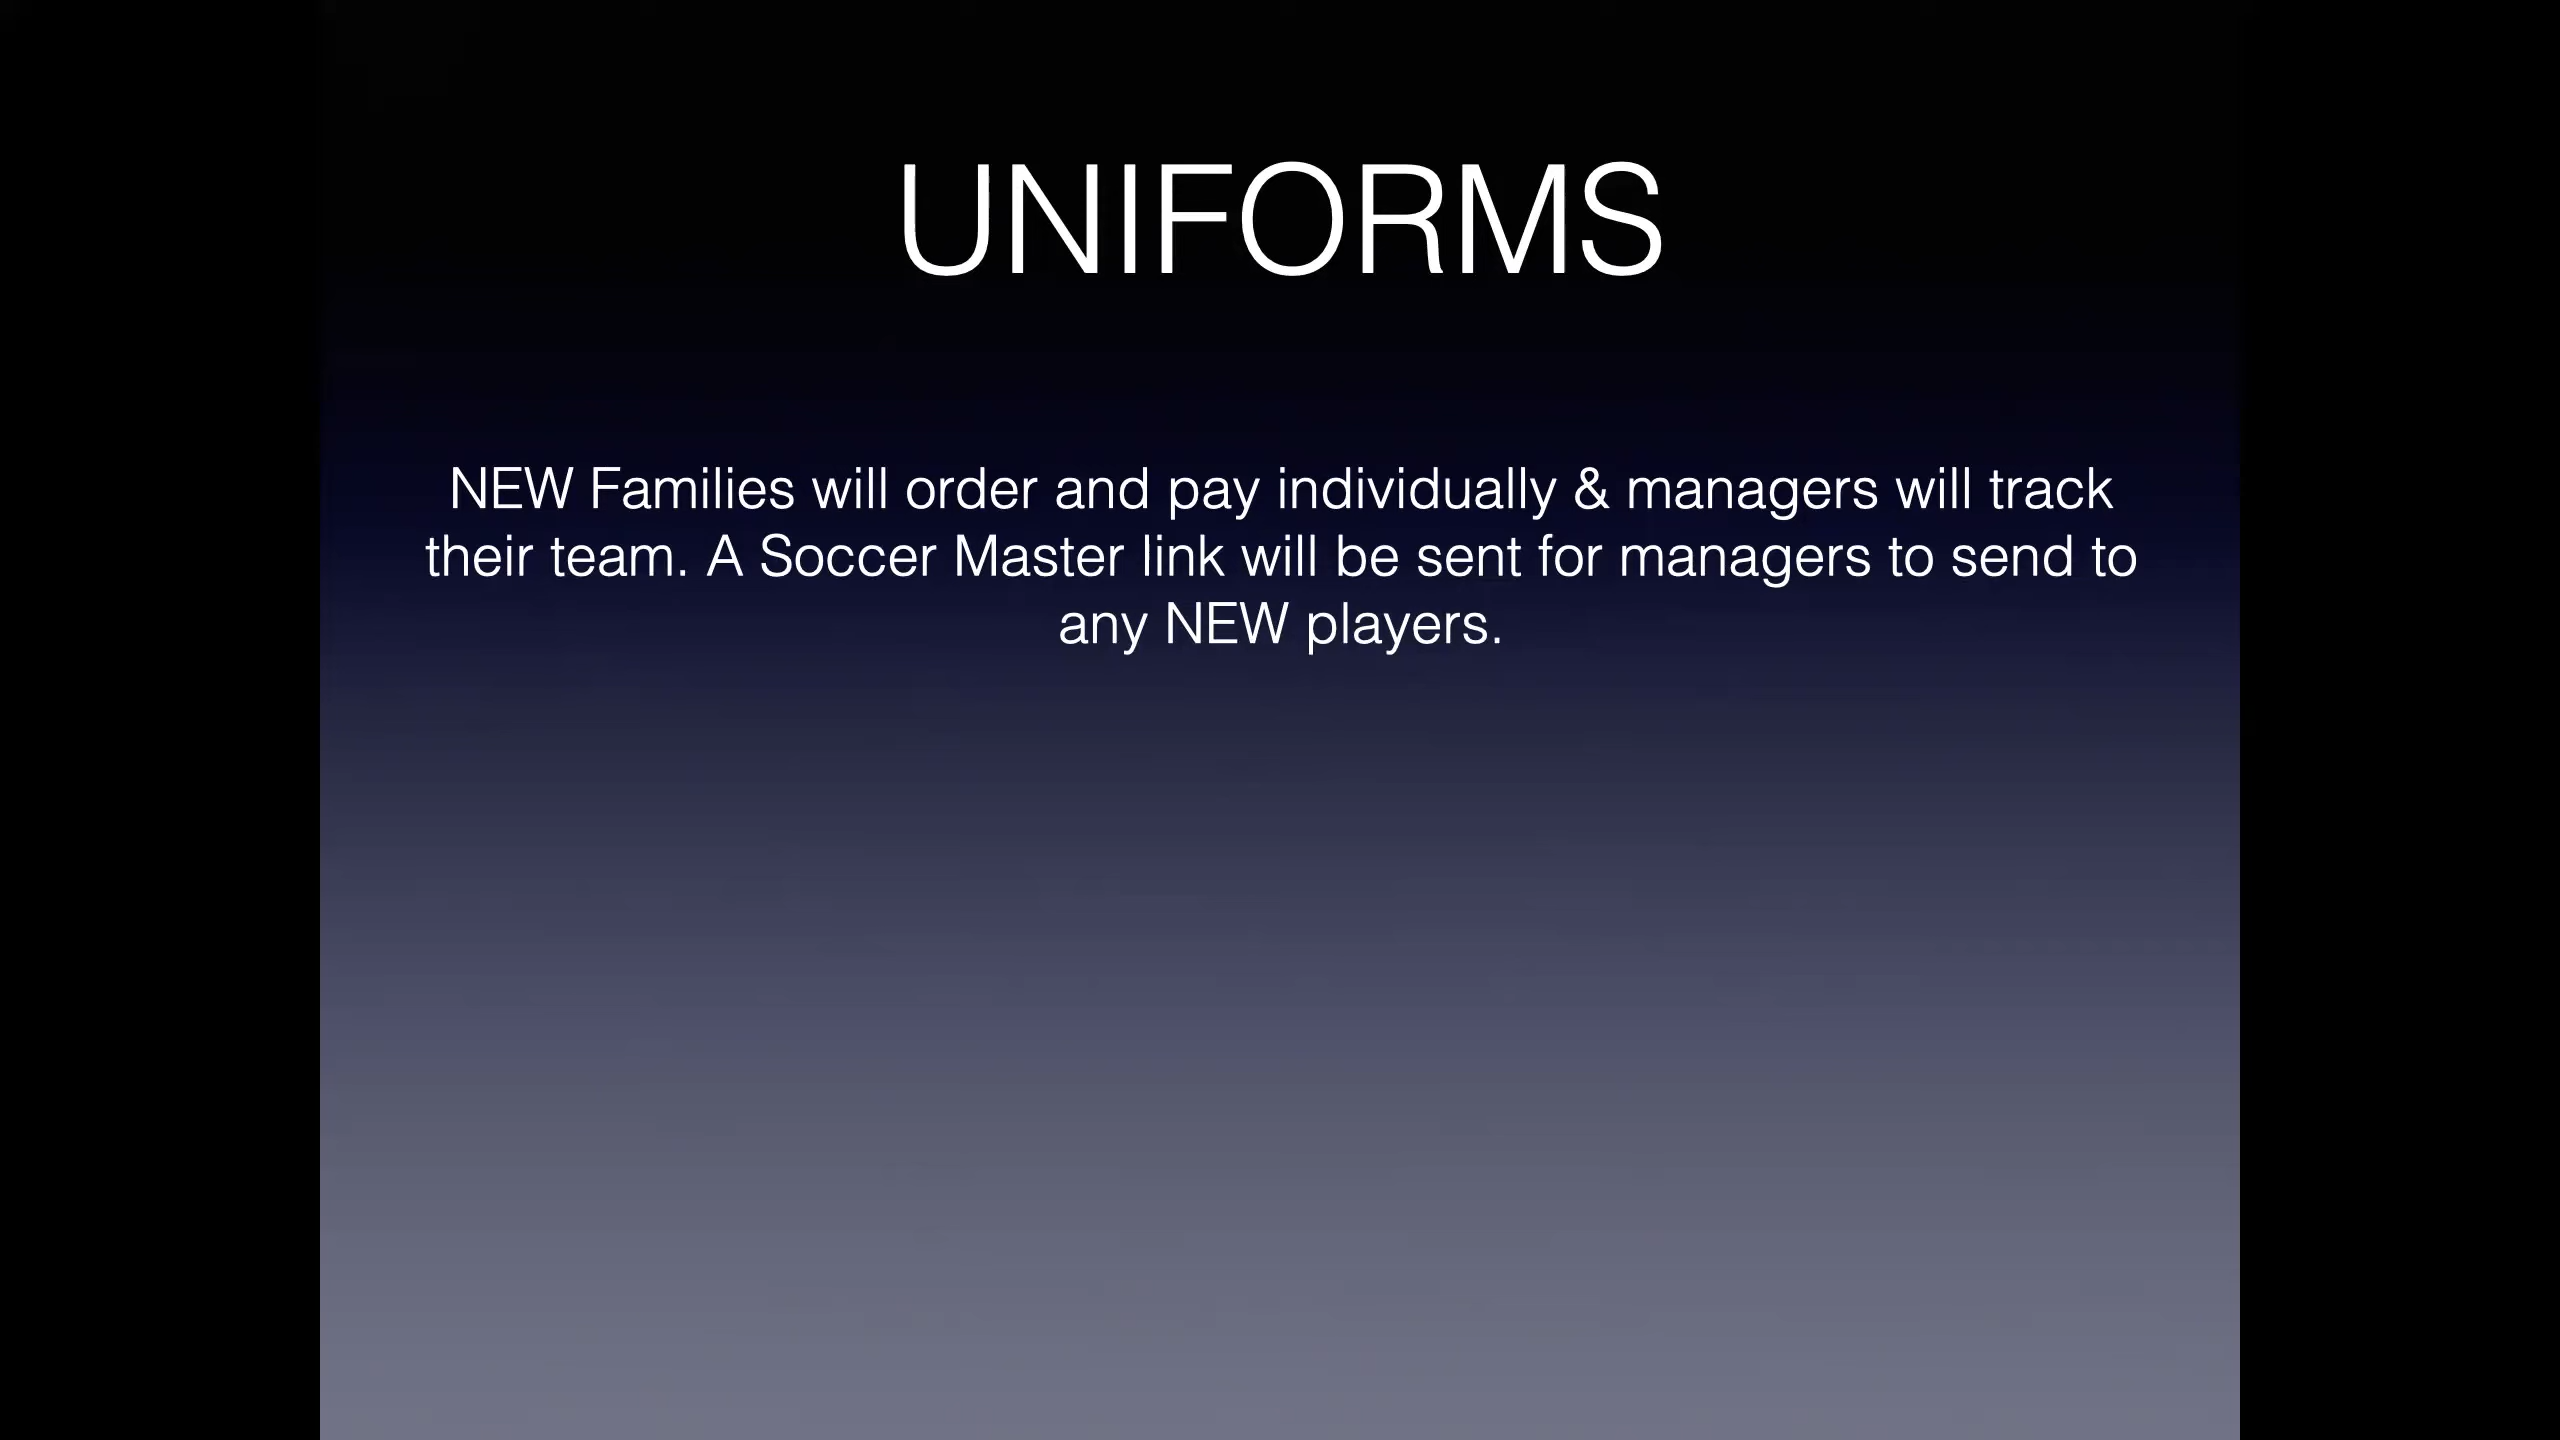 UNIFORMS
NEW Families will order and pay individually & managers will track
their team. A Soccer Master link will be sent for managers to send to
any NEW players.